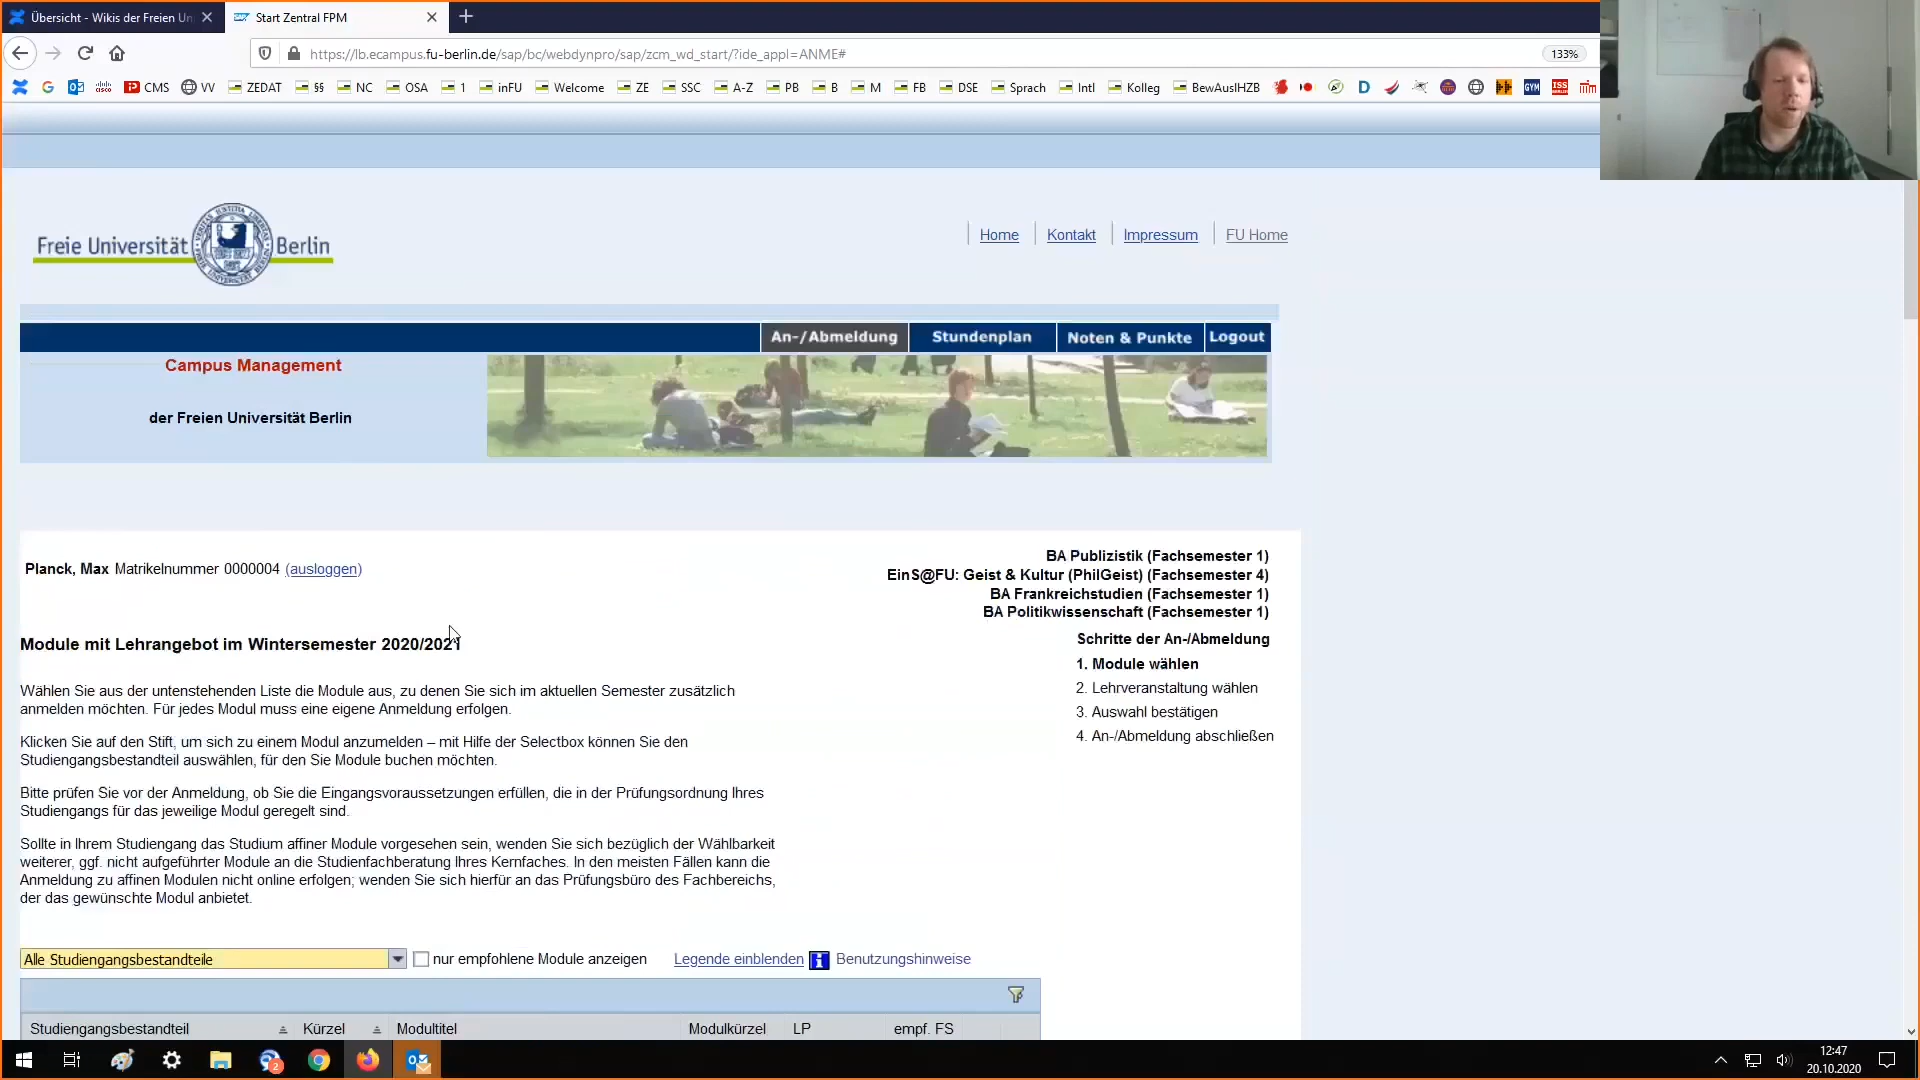 Übersicht - Wikis der Freien Un
Start Zentral FPM
https://lb.ecampus.fu-berlin.de/sap/bc/webdynpro/sap/zcm_wd_start/?ide_appl=ANME#
133%
CMS VV ZEDAT §§ NC OSA 1 inFU Welcome ZE SSC A-Z PB B M FB DSE Sprach Intl Kolleg BewAuslHZB
Freie Universität Berlin
Home Kontakt Impressum FU Home
An-/Abmeldung Stundenplan Noten & Punkte Logout
Campus Management
der Freien Universität Berlin
Planck, Max Matrikelnummer 0000004 (ausloggen)
BA Publizistik (Fachsemester 1)
EinS@FU: Geist & Kultur (PhilGeist) (Fachsemester 4)
BA Frankreichstudien (Fachsemester 1)
BA Politikwissenschaft (Fachsemester 1)
Module mit Lehrangebot im Wintersemester 2020/2021
Schritte der An-/Abmeldung
1. Module wählen
2. Lehrveranstaltung wählen
3. Auswahl bestätigen
4. An-/Abmeldung abschließen
Wählen Sie aus der untenstehenden Liste die Module aus, zu denen Sie sich im aktuellen Semester zusätzlich
anmelden möchten. Für jedes Modul muss eine eigene Anmeldung erfolgen.
Klicken Sie auf den Stift, um sich zu einem Modul anzumelden – mit Hilfe der Selectbox können Sie den
Studiengangsbestandteil auswählen, für den Sie Module buchen möchten.
Bitte prüfen Sie vor der Anmeldung, ob Sie die Eingangsvoraussetzungen erfüllen, die in der Prüfungsordnung Ihres
Studiengangs für das jeweilige Modul geregelt sind.
Sollte in Ihrem Studiengang das Studium affiner Module vorgesehen sein, wenden Sie sich bezüglich der Wählbarkeit
weiterer, ggf. nicht aufgeführter Module an die Studienfachberatung Ihres Kernfaches. In den meisten Fällen kann die
Anmeldung zu affinen Modulen nicht online erfolgen; wenden Sie sich hierfür an das Prüfungsbüro des Fachbereichs,
der das gewünschte Modul anbietet.
Alle Studiengangsbestandteile
nur empfohlene Module anzeigen
Legende einblenden
Benutzungshinweise
Studiengangsbestandteil Kürzel Modultitel Modulkürzel LP empf. FS
12:47
20.10.2020